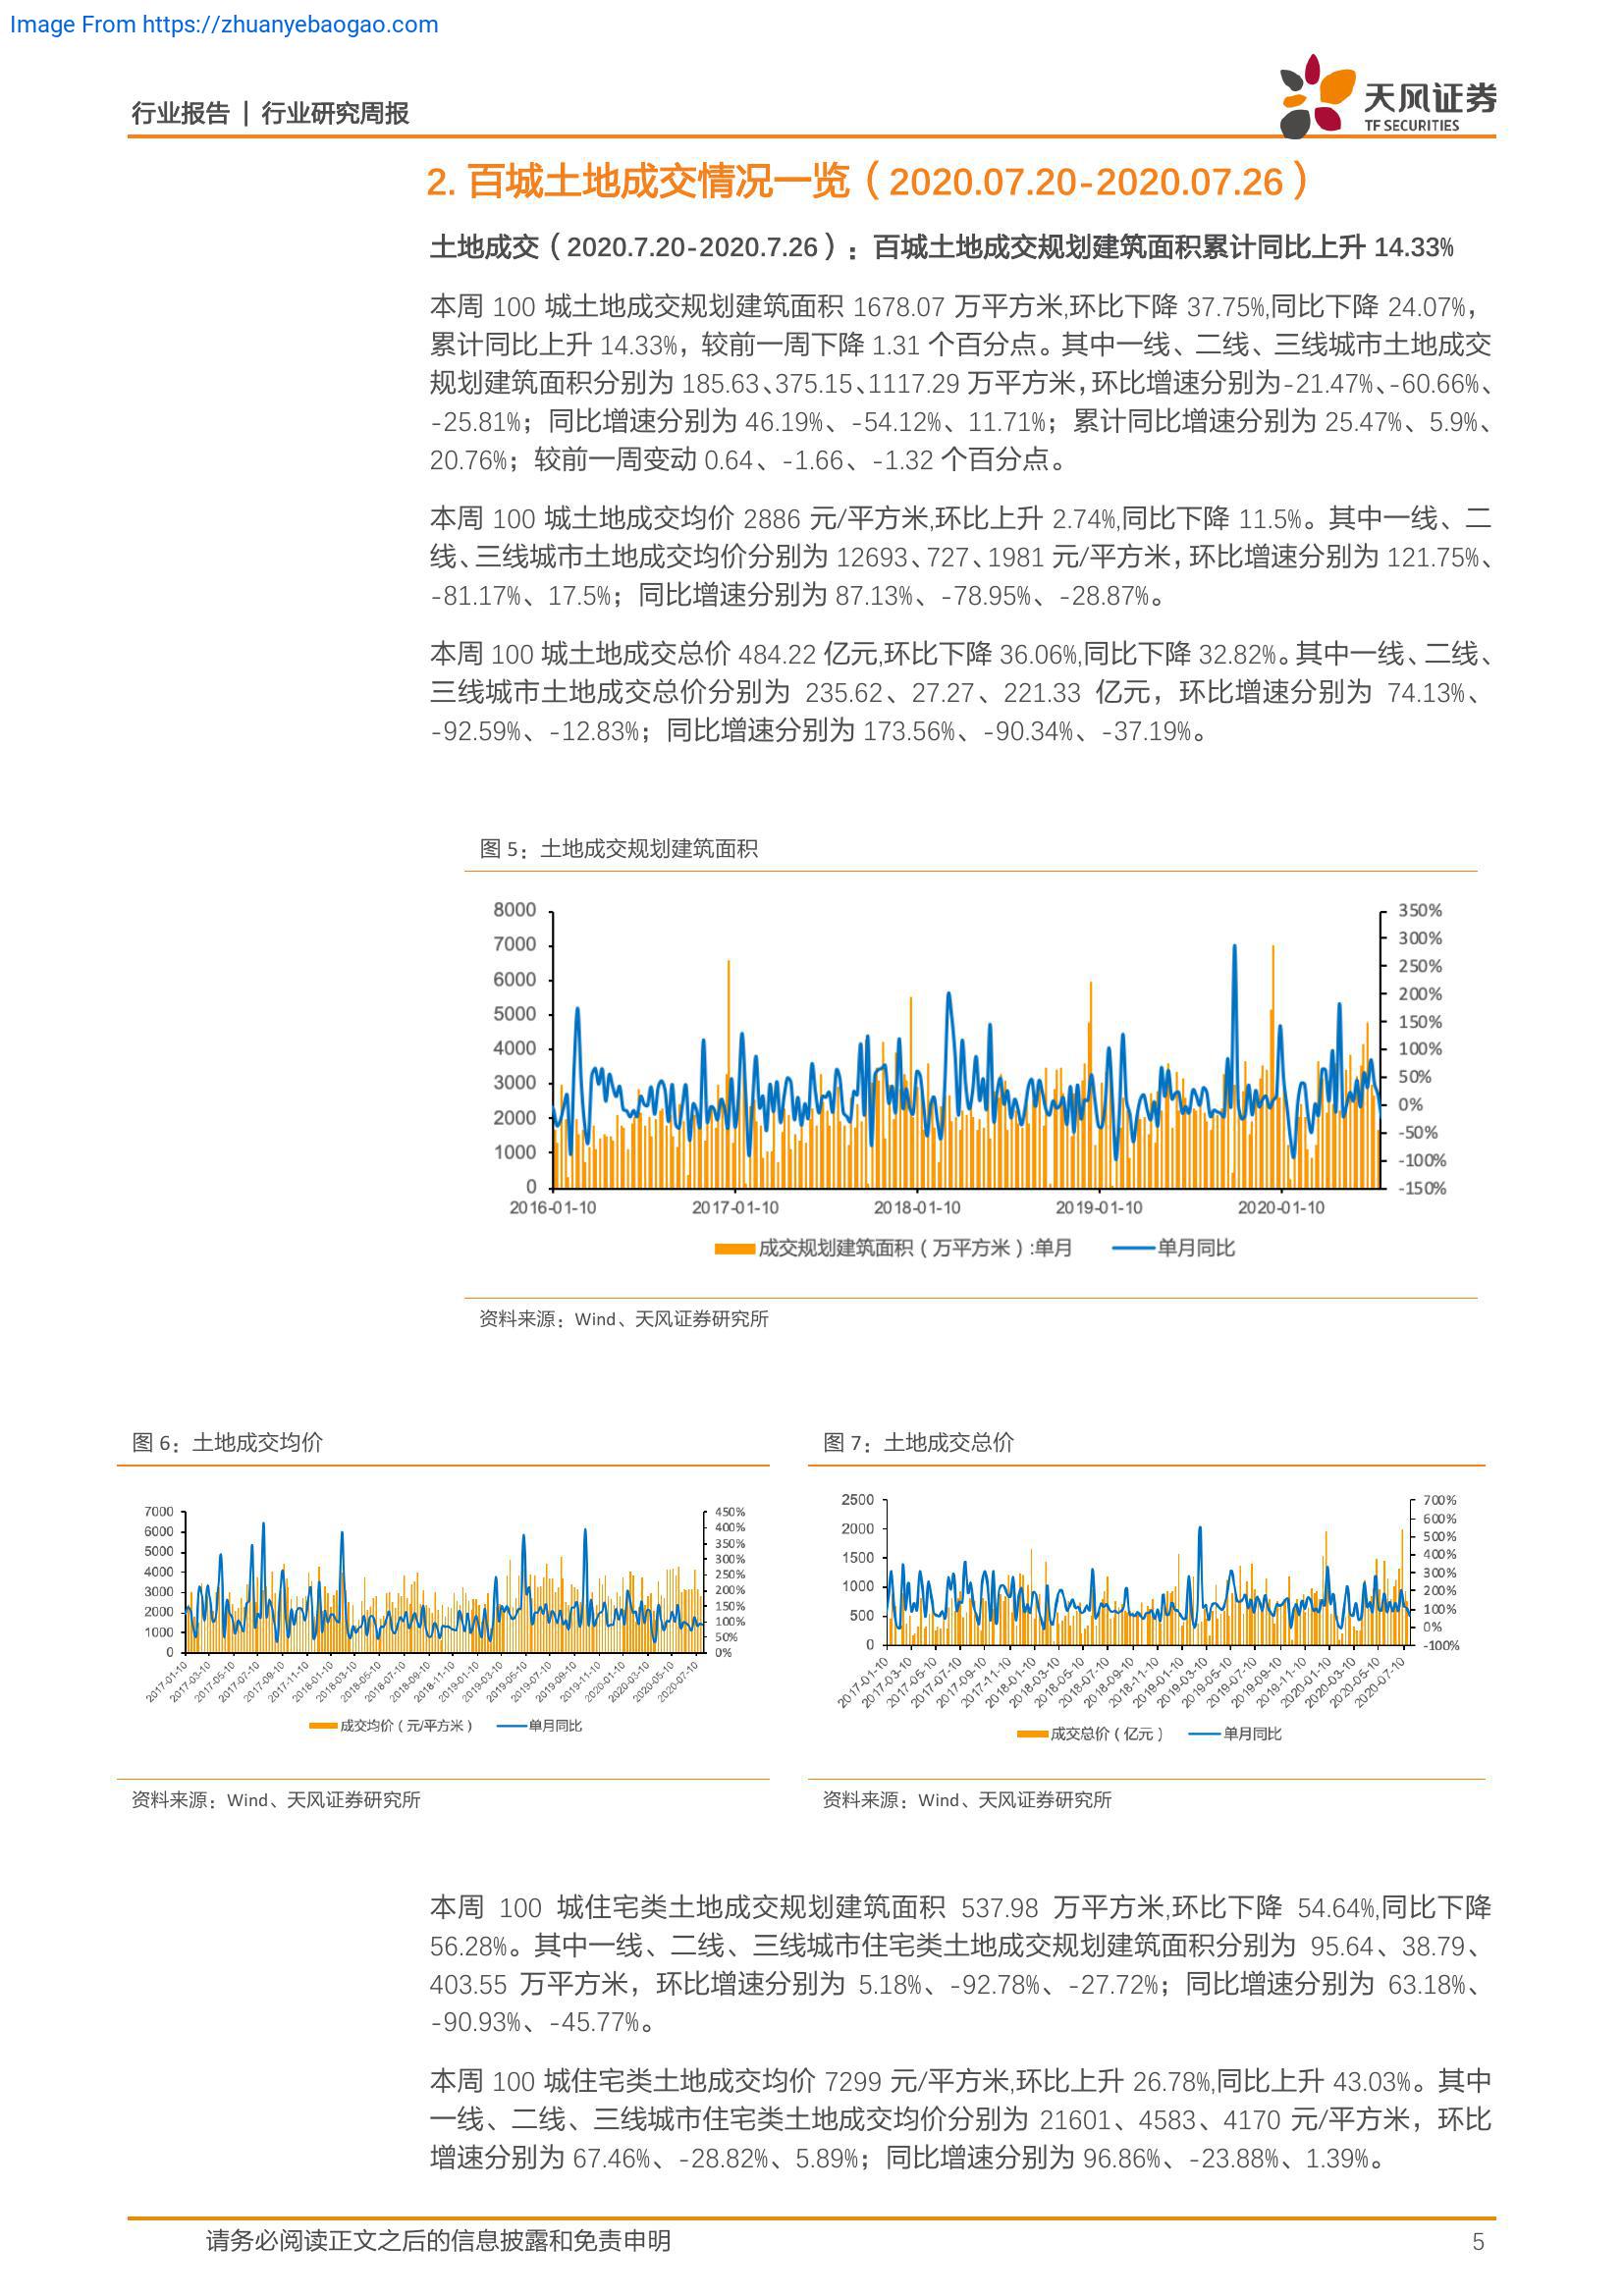 Image From https://zhuanyebaogao.com
行业报告 | 行业研究周报
天风证券
TF SECURITIES
2. 百城土地成交情况一览（2020.07.20-2020.07.26）
土地成交（2020.7.20-2020.7.26）：百城土地成交规划建筑面积累计同比上升 14.33%
本周 100 城土地成交规划建筑面积 1678.07 万平方米,环比下降 37.75%,同比下降 24.07%，
累计同比上升 14.33%，较前一周下降 1.31 个百分点。其中一线、二线、三线城市土地成交
规划建筑面积分别为 185.63、375.15、1117.29 万平方米，环比增速分别为-21.47%、-60.66%、
-25.81%；同比增速分别为 46.19%、-54.12%、11.71%；累计同比增速分别为 25.47%、5.9%、
20.76%；较前一周变动 0.64、-1.66、-1.32 个百分点。
本周 100 城土地成交均价 2886 元/平方米,环比上升 2.74%,同比下降 11.5%。其中一线、二
线、三线城市土地成交均价分别为 12693、727、1981 元/平方米，环比增速分别为 121.75%、
-81.17%、17.5%；同比增速分别为 87.13%、-78.95%、-28.87%。
本周 100 城土地成交总价 484.22 亿元,环比下降 36.06%,同比下降 32.82%。其中一线、二线、
三线城市土地成交总价分别为 235.62、27.27、221.33 亿元，环比增速分别为 74.13%、
-92.59%、-12.83%；同比增速分别为 173.56%、-90.34%、-37.19%。
图 5：土地成交规划建筑面积
8000 350%
7000 300%
6000 250%
5000 200%
4000 150%
3000 100%
2000 50%
1000 0%
0 -50%
-100%
-150%
2016-01-10 2017-01-10 2018-01-10 2019-01-10 2020-01-10
成交规划建筑面积（万平方米）:单月 单月同比
资料来源：Wind、天风证券研究所
图 6：土地成交均价
7000 450%
6000 400%
5000 350%
4000 300%
3000 250%
2000 200%
1000 150%
0 100%
50%
0%
2017-01-10 2017-03-10 2017-05-10 2017-07-10 2017-09-10 2017-11-10 2018-01-10 2018-03-10 2018-05-10 2018-07-10 2018-09-10 2018-11-10 2019-01-10 2019-03-10 2019-05-10 2019-07-10 2019-09-10 2019-11-10 2020-01-10 2020-03-10 2020-05-10 2020-07-10
成交均价（元/平方米） 单月同比
资料来源：Wind、天风证券研究所
图 7：土地成交总价
2500 700%
2000 600%
1500 500%
1000 400%
500 300%
0 200%
100%
0%
-100%
2017-01-10 2017-03-10 2017-05-10 2017-07-10 2017-09-10 2017-11-10 2018-01-10 2018-03-10 2018-05-10 2018-07-10 2018-09-10 2018-11-10 2019-01-10 2019-03-10 2019-05-10 2019-07-10 2019-09-10 2019-11-10 2020-01-10 2020-03-10 2020-05-10 2020-07-10
成交总价（亿元） 单月同比
资料来源：Wind、天风证券研究所
本周 100 城住宅类土地成交规划建筑面积 537.98 万平方米,环比下降 54.64%,同比下降
56.28%。其中一线、二线、三线城市住宅类土地成交规划建筑面积分别为 95.64、38.79、
403.55 万平方米，环比增速分别为 5.18%、-92.78%、-27.72%；同比增速分别为 63.18%、
-90.93%、-45.77%。
本周 100 城住宅类土地成交均价 7299 元/平方米,环比上升 26.78%,同比上升 43.03%。其中
一线、二线、三线城市住宅类土地成交均价分别为 21601、4583、4170 元/平方米，环比
增速分别为 67.46%、-28.82%、5.89%；同比增速分别为 96.86%、-23.88%、1.39%。
请务必阅读正文之后的信息披露和免责申明 5